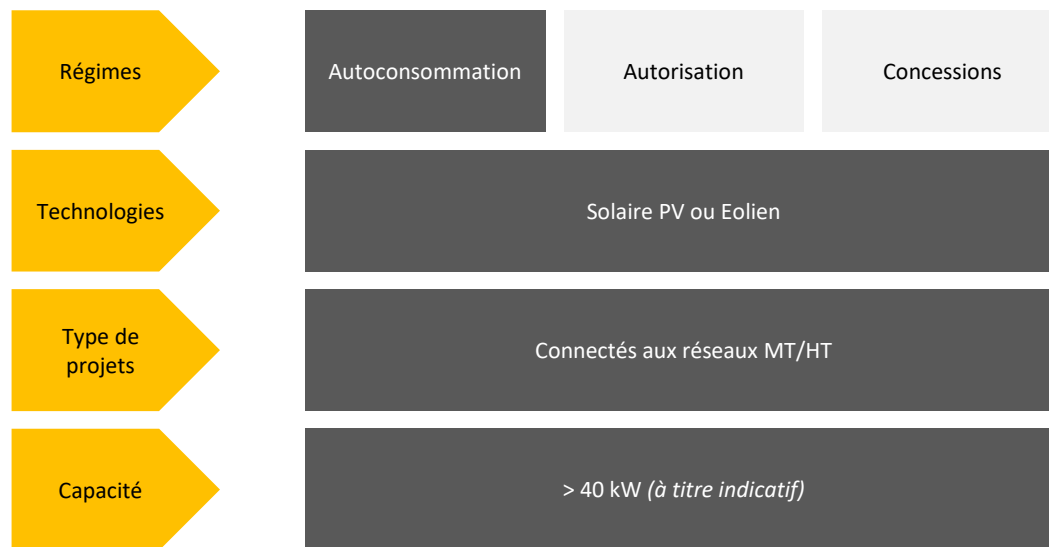 Régimes
Autoconsommation
Autorisation
Concessions
Technologies
Solaire PV ou Eolien
Type de
projets
Connectés aux réseaux MT/HT
Capacité
> 40 kW (à titre indicatif)